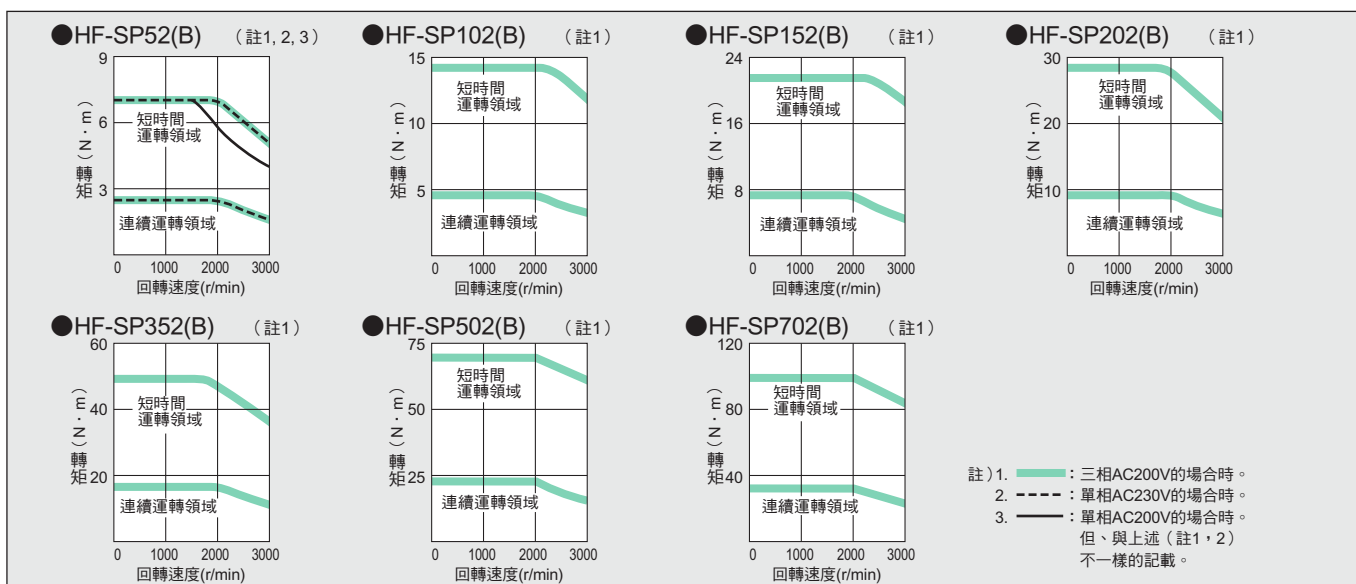 ●HF-SP52(B) （註1, 2, 3）
9
6
3
轉矩（N・m）
短時間
運轉領域
連續運轉領域
0 1000 2000 3000
回轉速度(r/min)
●HF-SP102(B) （註1）
15
10
5
轉矩（N・m）
短時間
運轉領域
連續運轉領域
0 1000 2000 3000
回轉速度(r/min)
●HF-SP152(B) （註1）
24
16
8
轉矩（N・m）
短時間
運轉領域
連續運轉領域
0 1000 2000 3000
回轉速度(r/min)
●HF-SP202(B) （註1）
30
20
10
轉矩（N・m）
短時間
運轉領域
連續運轉領域
0 1000 2000 3000
回轉速度(r/min)
●HF-SP352(B) （註1）
60
40
20
轉矩（N・m）
短時間
運轉領域
連續運轉領域
0 1000 2000 3000
回轉速度(r/min)
●HF-SP502(B) （註1）
75
50
25
轉矩（N・m）
短時間
運轉領域
連續運轉領域
0 1000 2000 3000
回轉速度(r/min)
●HF-SP702(B) （註1）
120
80
40
轉矩（N・m）
短時間
運轉領域
連續運轉領域
0 1000 2000 3000
回轉速度(r/min)
註）1. ：三相AC200V的場合時。
2. ：單相AC230V的場合時。
3. ：單相AC200V的場合時。
但、與上述（註1，2）
不一樣的記載。